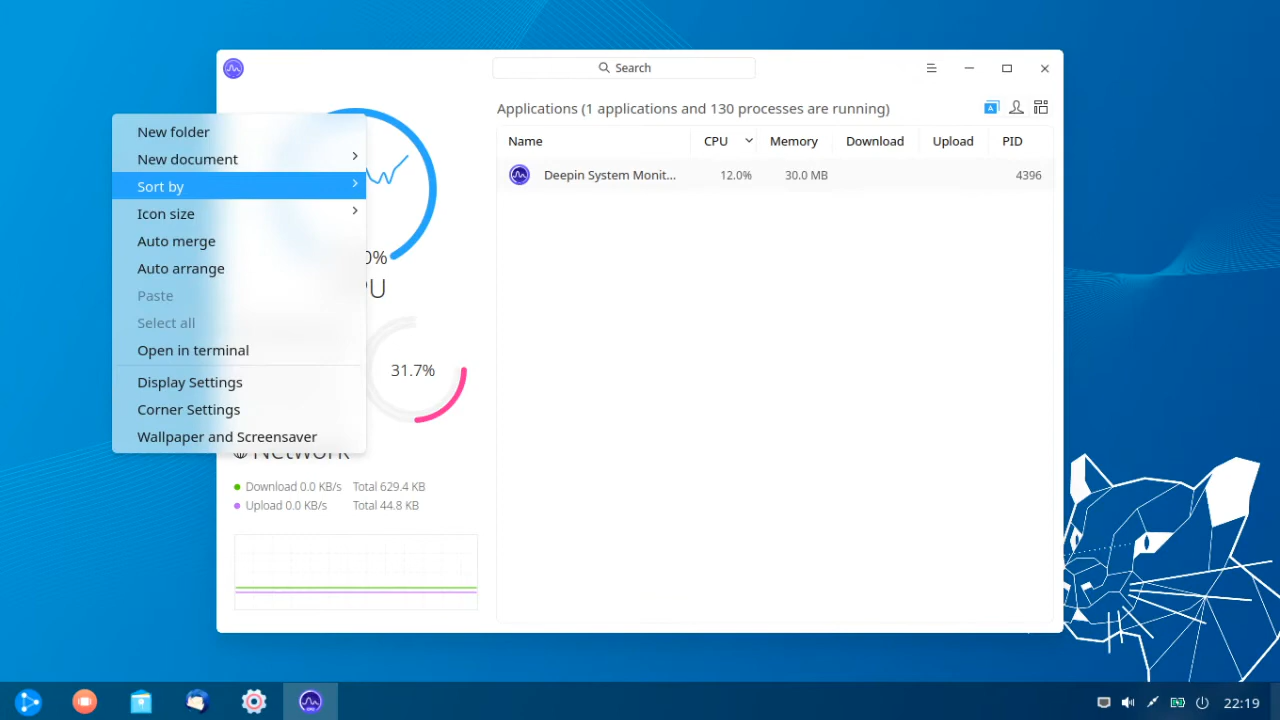 Search
Applications (1 applications and 130 processes are running)
Name CPU Memory Download Upload PID
Deepin System Monit... 12.0% 30.0 MB 4396
New folder
New document
Sort by
Icon size
Auto merge
Auto arrange
Paste
Select all
Open in terminal
Display Settings
Corner Settings
Wallpaper and Screensaver
0%
PU
31.7%
Network
Download 0.0 KB/s Total 629.4 KB
Upload 0.0 KB/s Total 44.8 KB
22:19